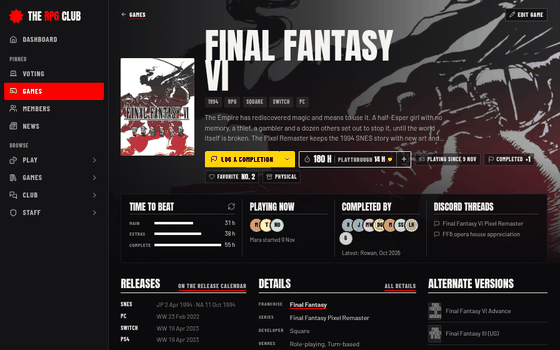 THE RPG CLUB
DASHBOARD
PINNED
VOTING
GAMES
MEMBERS
NEWS
BROWSE
PLAY
GAMES
CLUB
STAFF
← GAMES
EDIT GAME
FINAL FANTASY
VI
1994
RPG
SQUARE
SWITCH
PC
The Empire has rediscovered magic and means to use it. A half-Esper girl with no
memory, a thief, a gambler and a dozen others set out to stop it, until the world
itself is broken. The Pixel Remaster keeps the 1994 SNES story with new art and
LOG A COMPLETION
180 H
PLAYTHROUGH 14 H
+
PLAYING SINCE 9 NOV
COMPLETED ×1
FAVORITE NO. 2
PHYSICAL
FINAL FANTASY VI
TIME TO BEAT
MAIN 31 h
EXTRAS 38 h
COMPLETE 55 h
PLAYING NOW
Mara started 9 Nov
COMPLETED BY
Latest: Rowan, Oct 2025
DISCORD THREADS
Final Fantasy VI Pixel Remaster
FF6 opera house appreciation
RELEASES
ON THE RELEASE CALENDAR
SNES JP 2 Apr 1994 · NA 11 Oct 1994
PC WW 23 Feb 2022
SWITCH WW 19 Apr 2023
PS4 WW 19 Apr 2023
DETAILS
ALL DETAILS
FRANCHISE Final Fantasy
SERIES Final Fantasy Pixel Remaster
DEVELOPER Square
GENRES Role-playing, Turn-based
ALTERNATE VERSIONS
Final Fantasy VI Advance
Final Fantasy III (US)